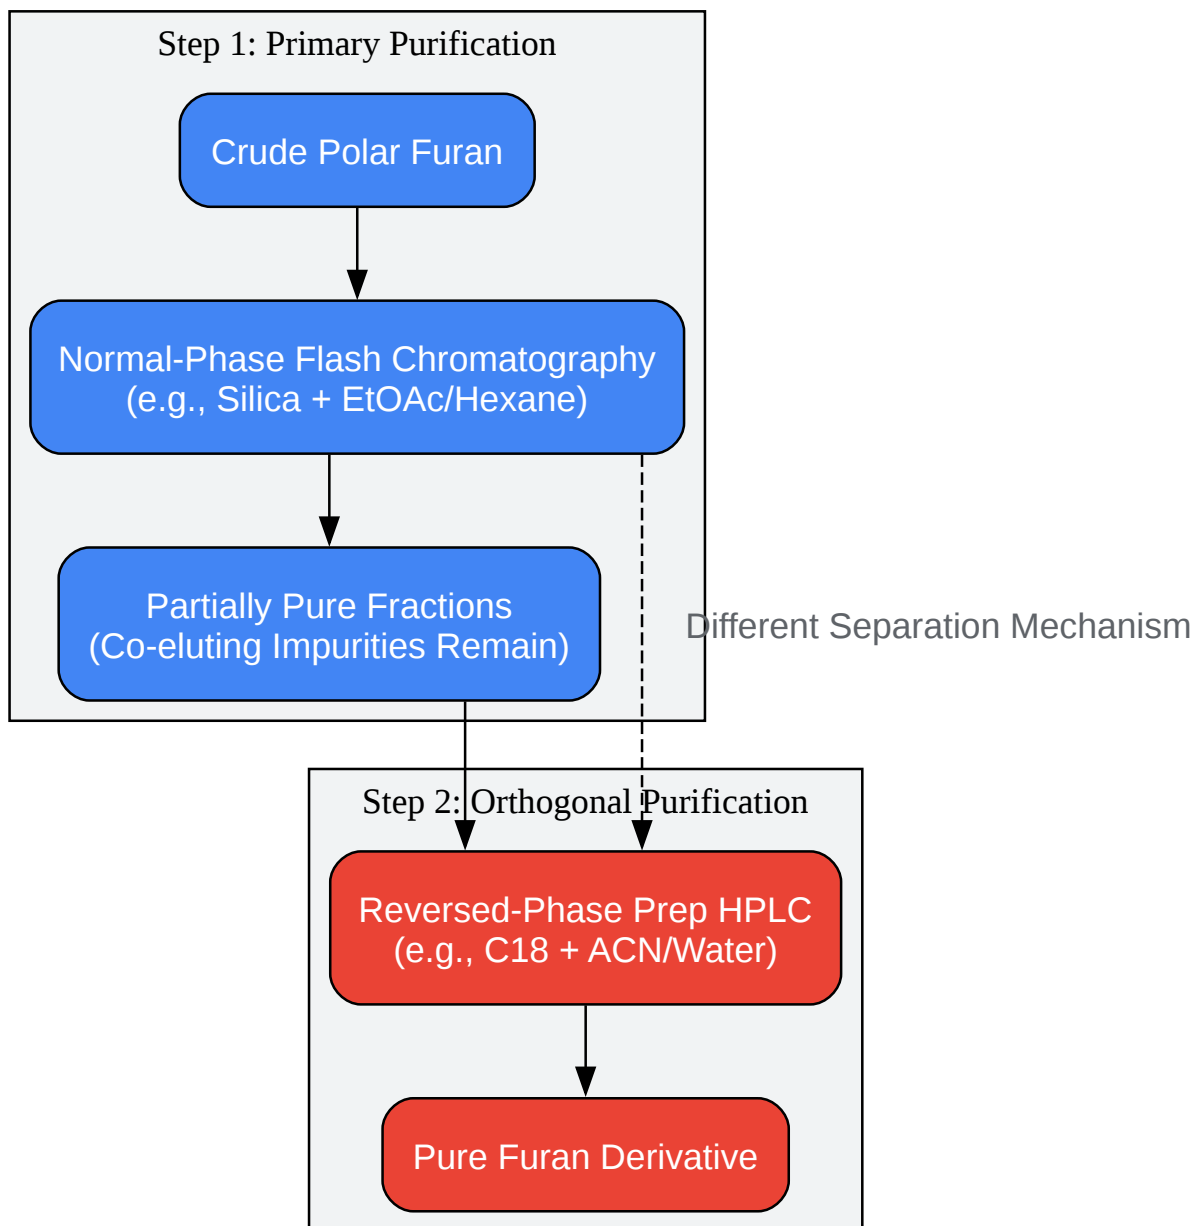 Step 1: Primary Purification
Crude Polar Furan
Normal-Phase Flash Chromatography
(e.g., Silica + EtOAc/Hexane)
Partially Pure Fractions
(Co-eluting Impurities Remain)
Different Separation Mechanism
Step 2: Orthogonal Purification
Reversed-Phase Prep HPLC
(e.g., C18 + ACN/Water)
Pure Furan Derivative